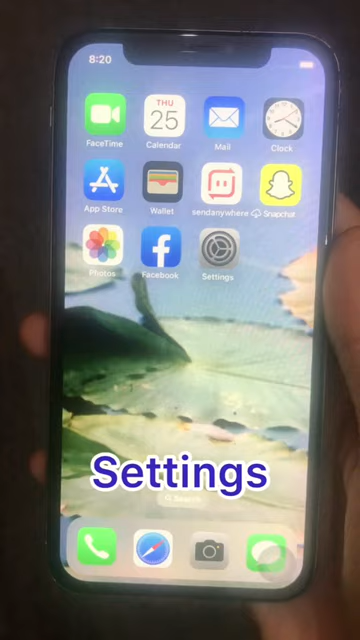 8:20
THU
25
FaceTime Calendar Mail Clock
App Store Wallet sendanywhere Snapchat
Photos Facebook Settings
Settings
Search